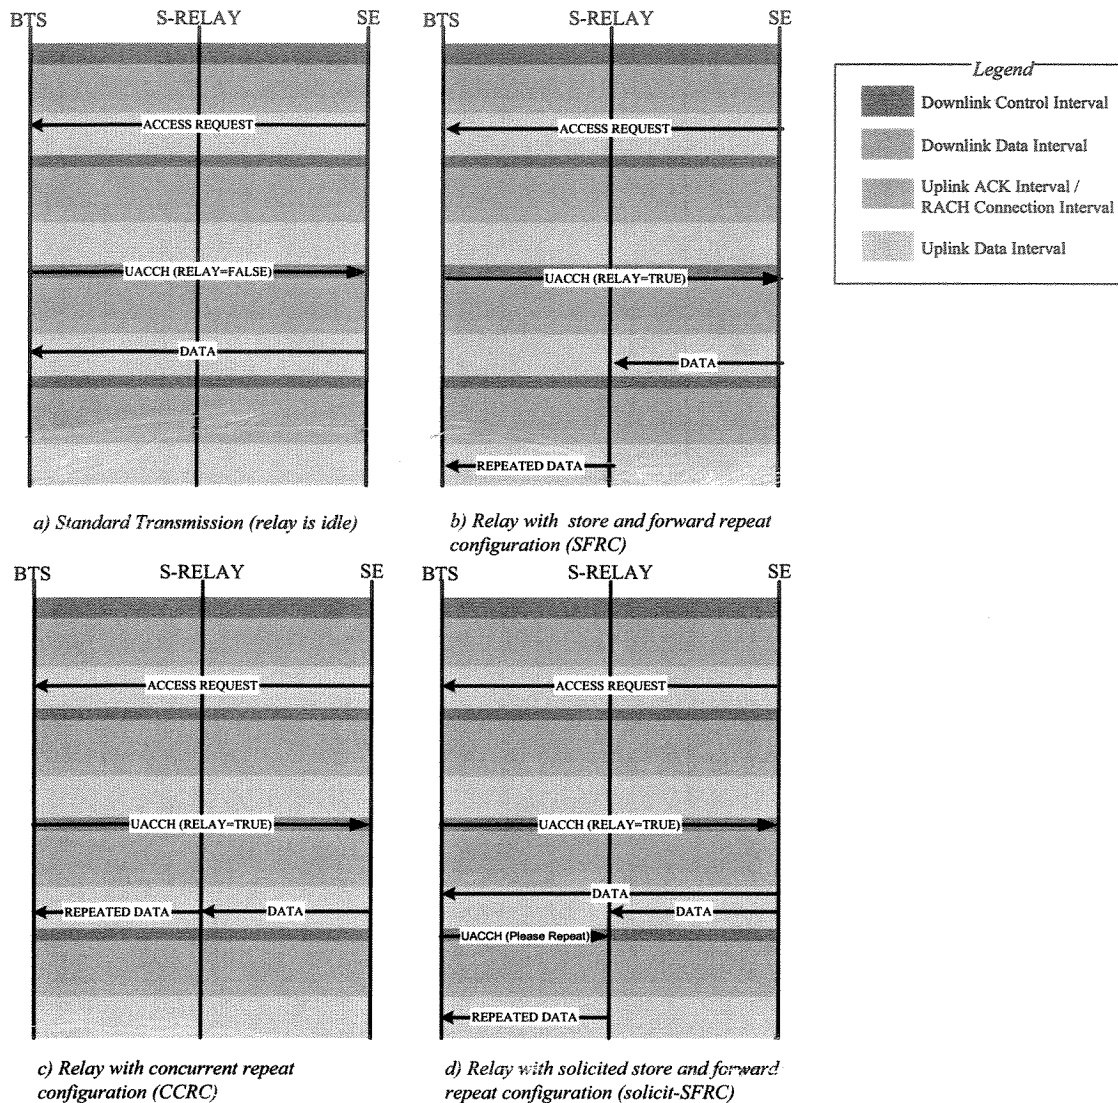 BTS S-RELAY SE
ACCESS REQUEST
UACCH (RELAY=FALSE)
DATA
a) Standard Transmission (relay is idle)
BTS S-RELAY SE
ACCESS REQUEST
UACCH (RELAY=TRUE)
DATA
REPEATED DATA
b) Relay with store and forward repeat
configuration (SFRC)
Legend
Downlink Control Interval
Downlink Data Interval
Uplink ACK Interval /
RACH Connection Interval
Uplink Data Interval
BTS S-RELAY SE
ACCESS REQUEST
UACCH (RELAY=TRUE)
REPEATED DATA DATA
c) Relay with concurrent repeat
configuration (CCRC)
BTS S-RELAY SE
ACCESS REQUEST
UACCH (RELAY=TRUE)
DATA
DATA
UACCH (Please Repeat)
REPEATED DATA
d) Relay with solicited store and forward
repeat configuration (solicit-SFRC)